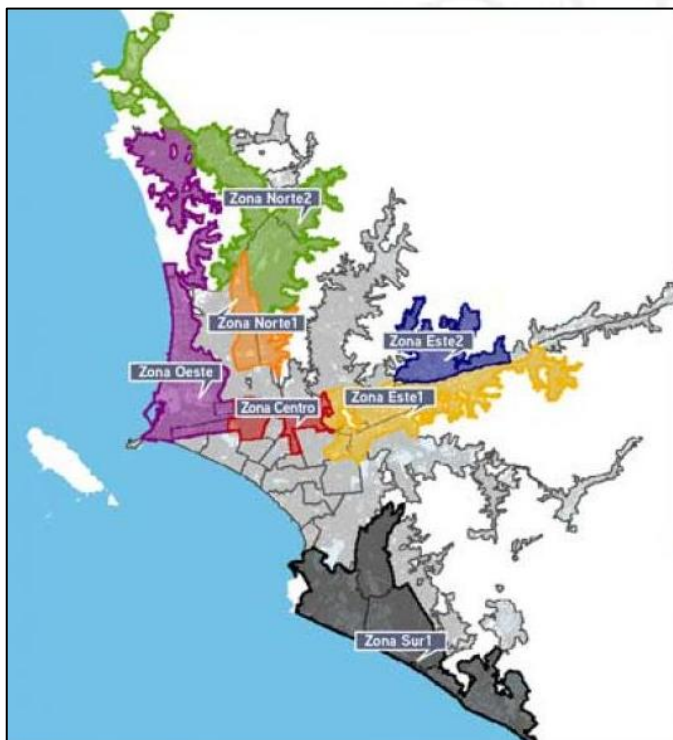 Zona Norte2
Zona Norte1
Zona Este2
Zona Oeste
Zona Este1
Zona Centro
Zona Sur1